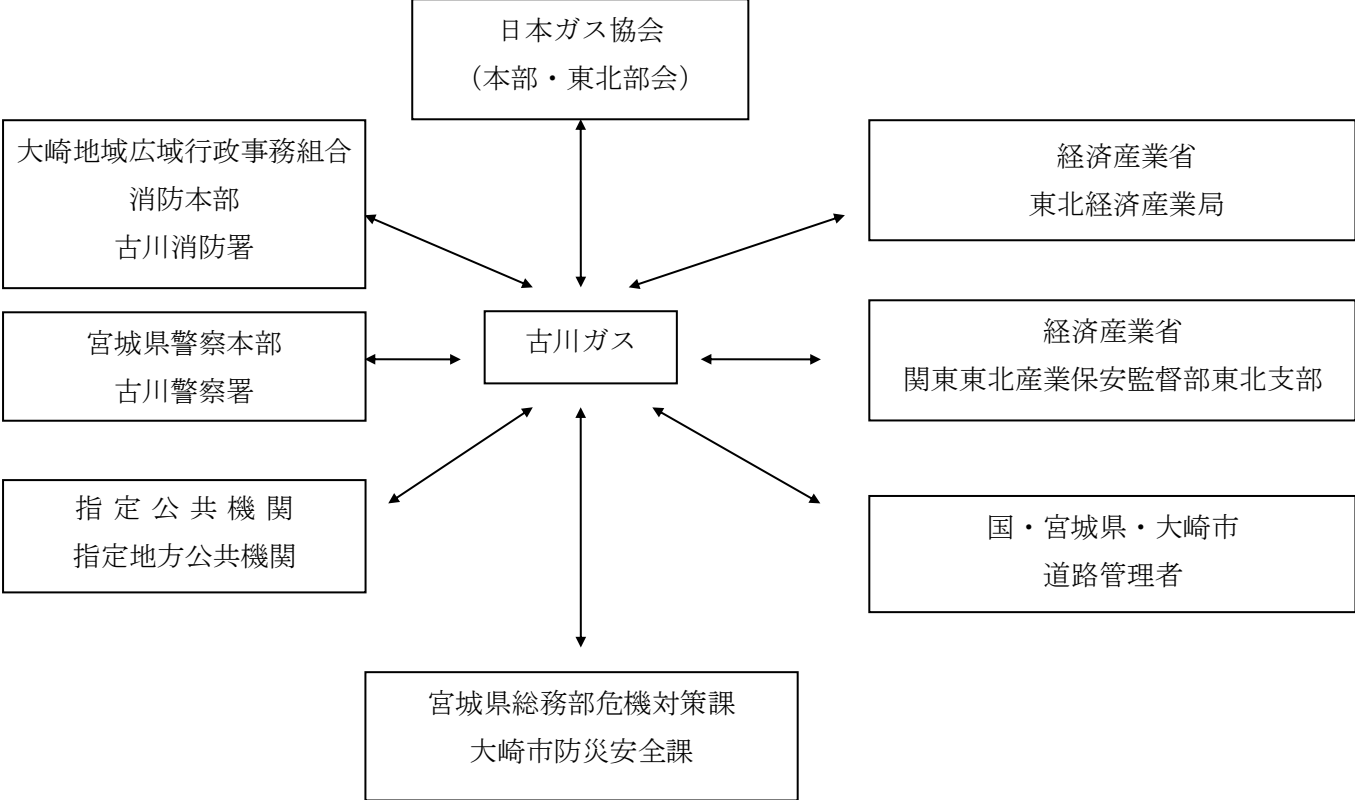 日本ガス協会
（本部・東北部会）
大崎地域広域行政事務組合
消防本部
古川消防署
経済産業省
東北経済産業局
宮城県警察本部
古川警察署
古川ガス
経済産業省
関東東北産業保安監督部東北支部
指 定 公 共 機 関
指定地方公共機関
国・宮城県・大崎市
道路管理者
宮城県総務部危機対策課
大崎市防災安全課